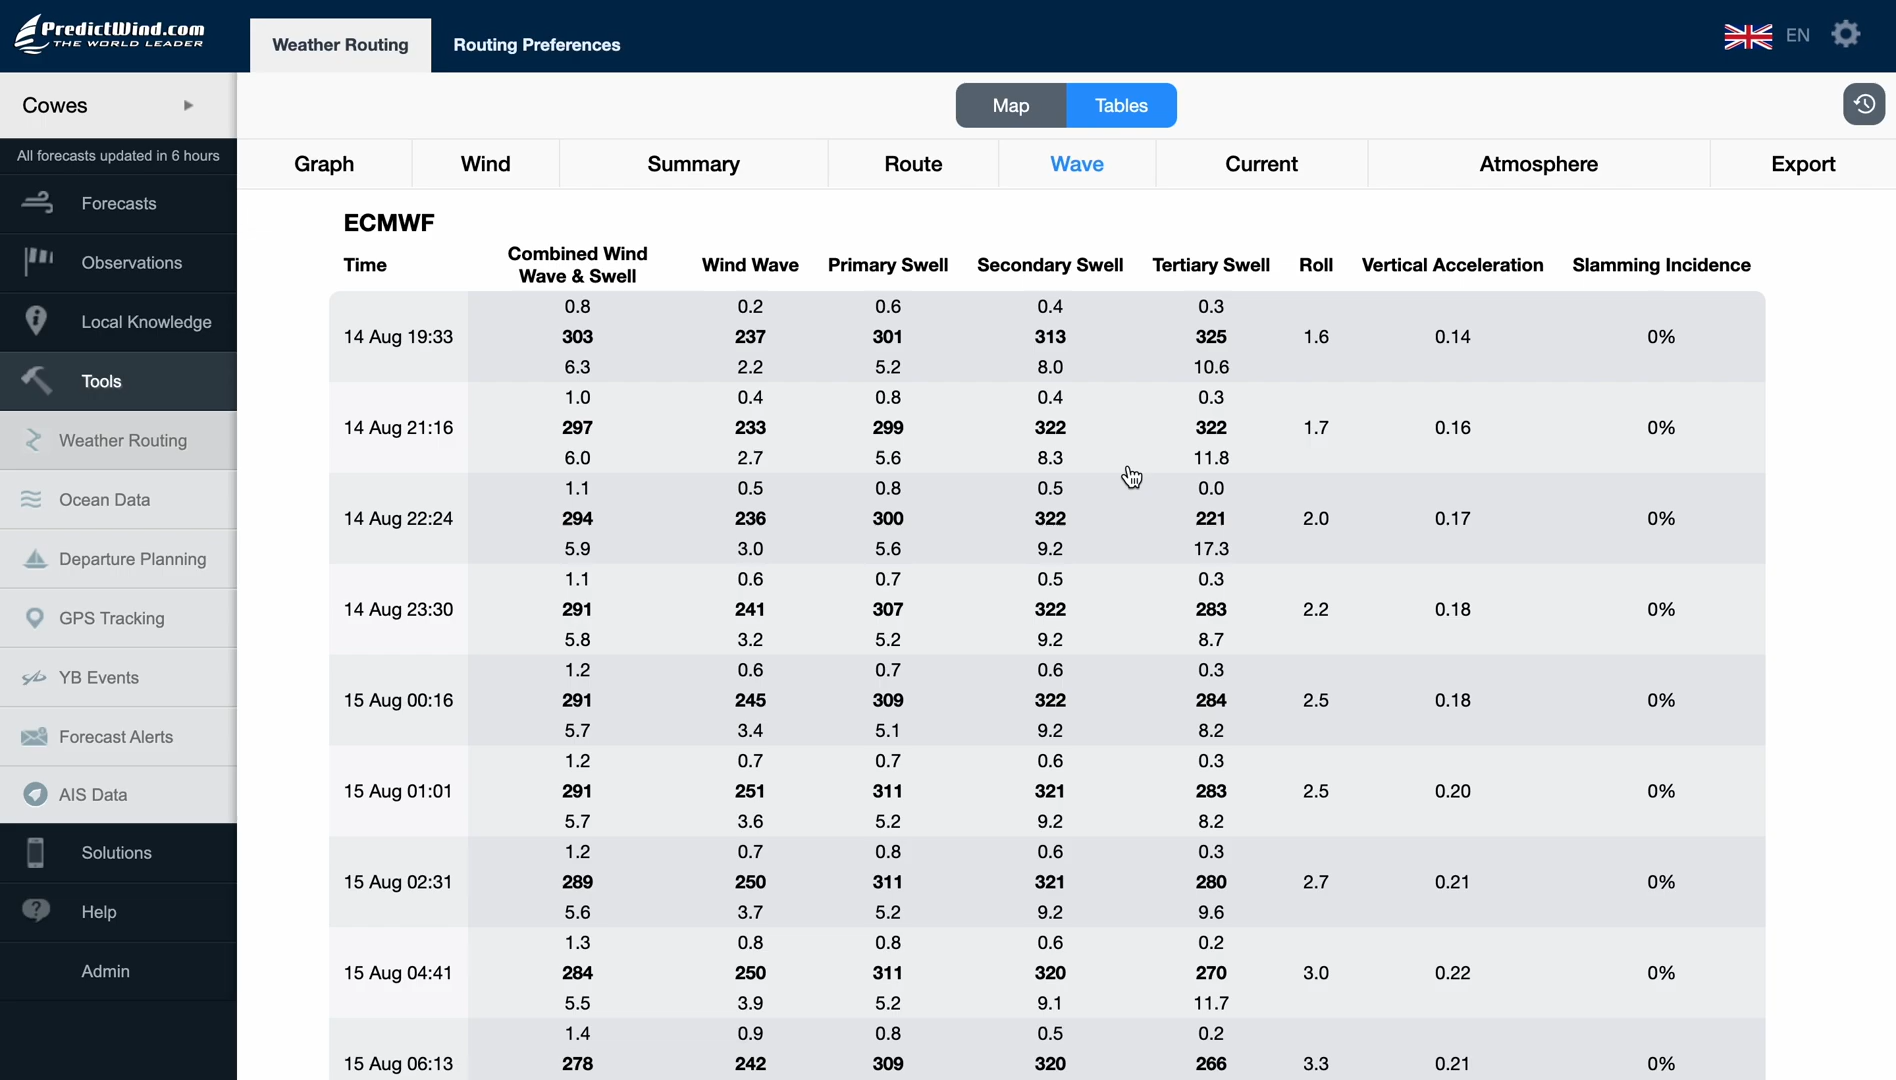 PredictWind.com
THE WORLD LEADER
Weather Routing
Routing Preferences
EN
Cowes
Map
Tables
All forecasts updated in 6 hours
Forecasts
Observations
Local Knowledge
Tools
Weather Routing
Ocean Data
Departure Planning
GPS Tracking
YB Events
Forecast Alerts
AIS Data
Solutions
Help
Admin
Graph Wind Summary Route Wave Current Atmosphere Export
ECMWF
Time Combined Wind Wave & Swell Wind Wave Primary Swell Secondary Swell Tertiary Swell Roll Vertical Acceleration Slamming Incidence
0.8 0.2 0.6 0.4 0.3
14 Aug 19:33 303 237 301 313 325 1.6 0.14 0%
6.3 2.2 5.2 8.0 10.6
1.0 0.4 0.8 0.4 0.3
14 Aug 21:16 297 233 299 322 322 1.7 0.16 0%
6.0 2.7 5.6 8.3 11.8
1.1 0.5 0.8 0.5 0.0
14 Aug 22:24 294 236 300 322 221 2.0 0.17 0%
5.9 3.0 5.6 9.2 17.3
1.1 0.6 0.7 0.5 0.3
14 Aug 23:30 291 241 307 322 283 2.2 0.18 0%
5.8 3.2 5.2 9.2 8.7
1.2 0.6 0.7 0.6 0.3
15 Aug 00:16 291 245 309 322 284 2.5 0.18 0%
5.7 3.4 5.1 9.2 8.2
1.2 0.7 0.7 0.6 0.3
15 Aug 01:01 291 251 311 321 283 2.5 0.20 0%
5.7 3.6 5.2 9.2 8.2
1.2 0.7 0.8 0.6 0.3
15 Aug 02:31 289 250 311 321 280 2.7 0.21 0%
5.6 3.7 5.2 9.2 9.6
1.3 0.8 0.8 0.6 0.2
15 Aug 04:41 284 250 311 320 270 3.0 0.22 0%
5.5 3.9 5.2 9.1 11.7
1.4 0.9 0.8 0.5 0.2
15 Aug 06:13 278 242 309 320 266 3.3 0.21 0%